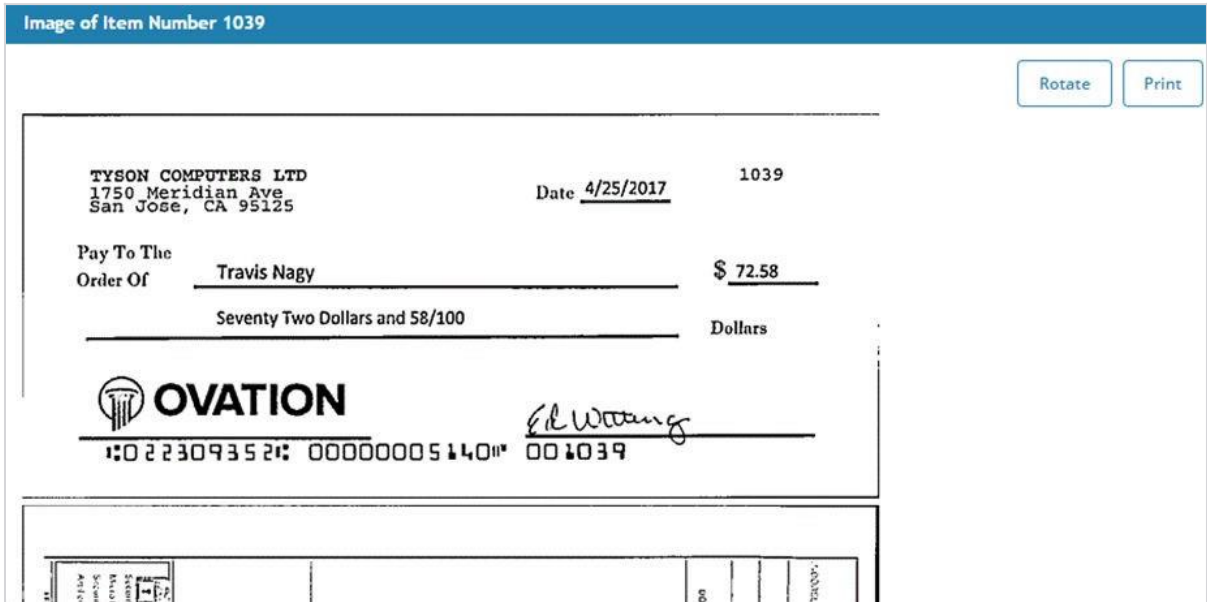 Image of Item Number 1039
Rotate Print
TYSON COMPUTERS LTD
1750 Meridian Ave
San Jose, CA 95125
Date 4/25/2017
1039
Pay To The
Order Of Travis Nagy $ 72.58
Seventy Two Dollars and 58/100 Dollars
OVATION
⑆022309352⑆ 00000005140⑈ 001039